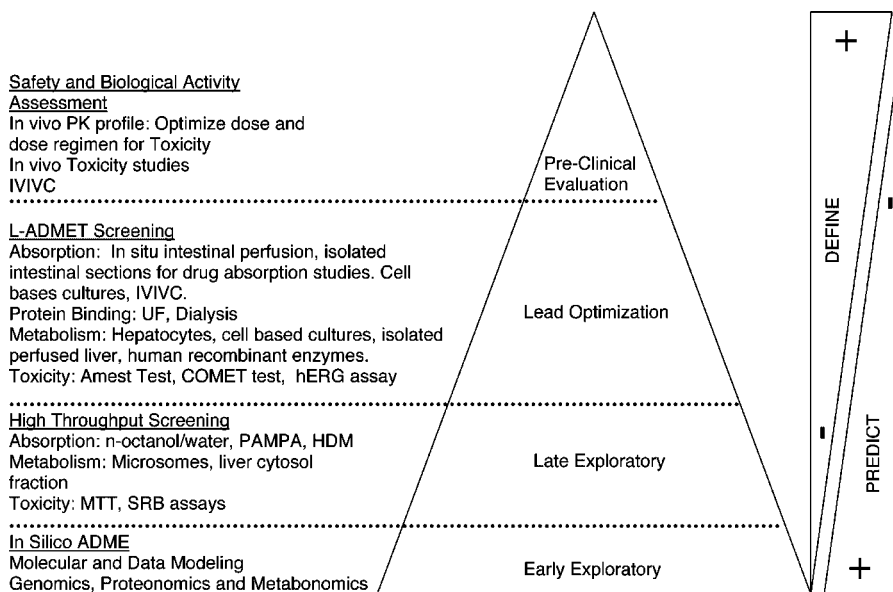 Safety and Biological Activity
Assessment
In vivo PK profile: Optimize dose and
dose regimen for Toxicity
In vivo Toxicity studies
IVIVC
Pre-Clinical
Evaluation
L-ADMET Screening
Absorption: In situ intestinal perfusion, isolated
intestinal sections for drug absorption studies. Cell
bases cultures, IVIVC.
Protein Binding: UF, Dialysis
Metabolism: Hepatocytes, cell based cultures, isolated
perfused liver, human recombinant enzymes.
Toxicity: Amest Test, COMET test, hERG assay
Lead Optimization
High Throughput Screening
Absorption: n-octanol/water, PAMPA, HDM
Metabolism: Microsomes, liver cytosol
fraction
Toxicity: MTT, SRB assays
Late Exploratory
In Silico ADME
Molecular and Data Modeling
Genomics, Proteonomics and Metabonomics
Early Exploratory
+
DEFINE
-
-
PREDICT
+